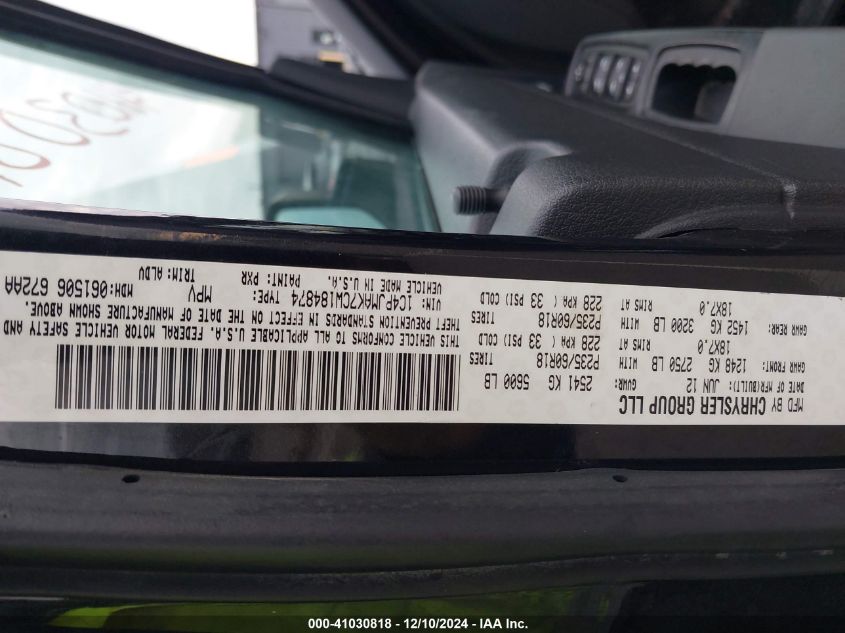 MFD BY CHRYSLER GROUP LLC
DATE OF MFR(BUILT): JUN 12 GVWR: 2541 KG 5600 LB
1248 KG 2750 LB WITH P235/60R18 TIRES
18X7.0 RIMS AT 228 KPA ( 33 PSI) COLD
GAWR REAR: 1452 KG 3200 LB WITH P235/60R18 TIRES
18X7.0 RIMS AT 228 KPA ( 33 PSI) COLD
THIS VEHICLE CONFORMS TO ALL APPLICABLE U.S.A. FEDERAL MOTOR VEHICLE SAFETY AND
THEFT PREVENTION STANDARDS IN EFFECT ON THE DATE OF MANUFACTURE SHOWN ABOVE.
VIN: 1C4PJMAK7CW184874 TYPE: MPV MDH:061506 672AA
VEHICLE MADE IN U.S.A. PAINT: PXR TRIM: ALDV
000-41030818 - 12/10/2024 - IAA Inc.